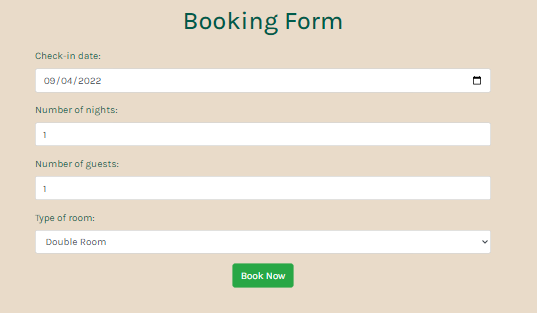 Booking Form
Check-in date:
09/04/2022
Number of nights:
1
Number of guests:
1
Type of room:
Double Room
Book Now